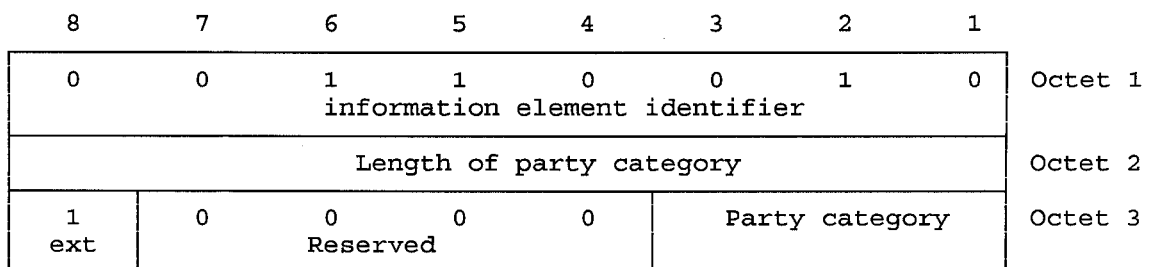 8 7 6 5 4 3 2 1
0 0 1 1 0 0 1 0 Octet 1
information element identifier
Length of party category Octet 2
1 0 0 0 0 Party category Octet 3
ext Reserved